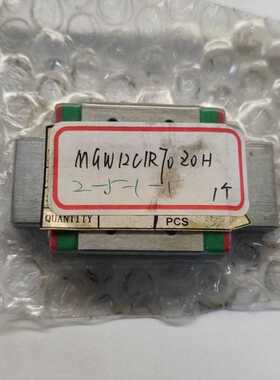 MGW12C1R70Z0H
2-5-1-1
1个
QUANTITY
PCS